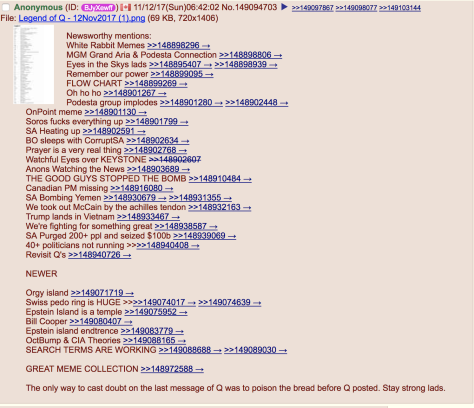 Anonymous (ID: BJyXewif) 11/12/17(Sun)06:42:02 No.149094703 ▶ >>149097867 >>149098077 >>149103144
File: Legend of Q - 12Nov2017 (1).png (69 KB, 720x1406)
Newsworthy mentions:
White Rabbit Memes >>148898296 →
MGM Grand Aria & Podesta Connection >>148898806 →
Eyes in the Skys lads >>148895407 → >>148898939 →
Remember our power >>148899095 →
FLOW CHART >>148899269 →
Oh ho ho >>148901267 →
Podesta group implodes >>148901280 → >>148902448 →
OnPoint meme >>148901130 →
Soros fucks everything up >>148901799 →
SA Heating up >>148902591 →
BO sleeps with CorruptSA >>148902634 →
Prayer is a very real thing >>148902768 →
Watchful Eyes over KEYSTONE >>148902607
Anons Watching the News >>148903689 →
THE GOOD GUYS STOPPED THE BOMB >>148910484 →
Canadian PM missing >>148916080 →
SA Bombing Yemen >>148930679 → >>148931355 →
We took out McCain by the achilles tendon >>148932163 →
Trump lands in Vietnam >>148933467 →
We're fighting for something great >>148938587 →
SA Purged 200+ ppl and seized $100b >>148939069 →
40+ politicians not running >>>>148940408 →
Revisit Q's >>148940726 →
NEWER
Orgy island >>149071719 →
Swiss pedo ring is HUGE >>>>149074017 → >>149074639 →
Epstein Island is a temple >>149075952 →
Bill Cooper >>149080407 →
Epstein island endtrence >>149083779 →
OctBump & CIA Theories >>149088165 →
SEARCH TERMS ARE WORKING >>149088688 → >>149089030 →
GREAT MEME COLLECTION >>148972588 →
The only way to cast doubt on the last message of Q was to poison the bread before Q posted. Stay strong lads.